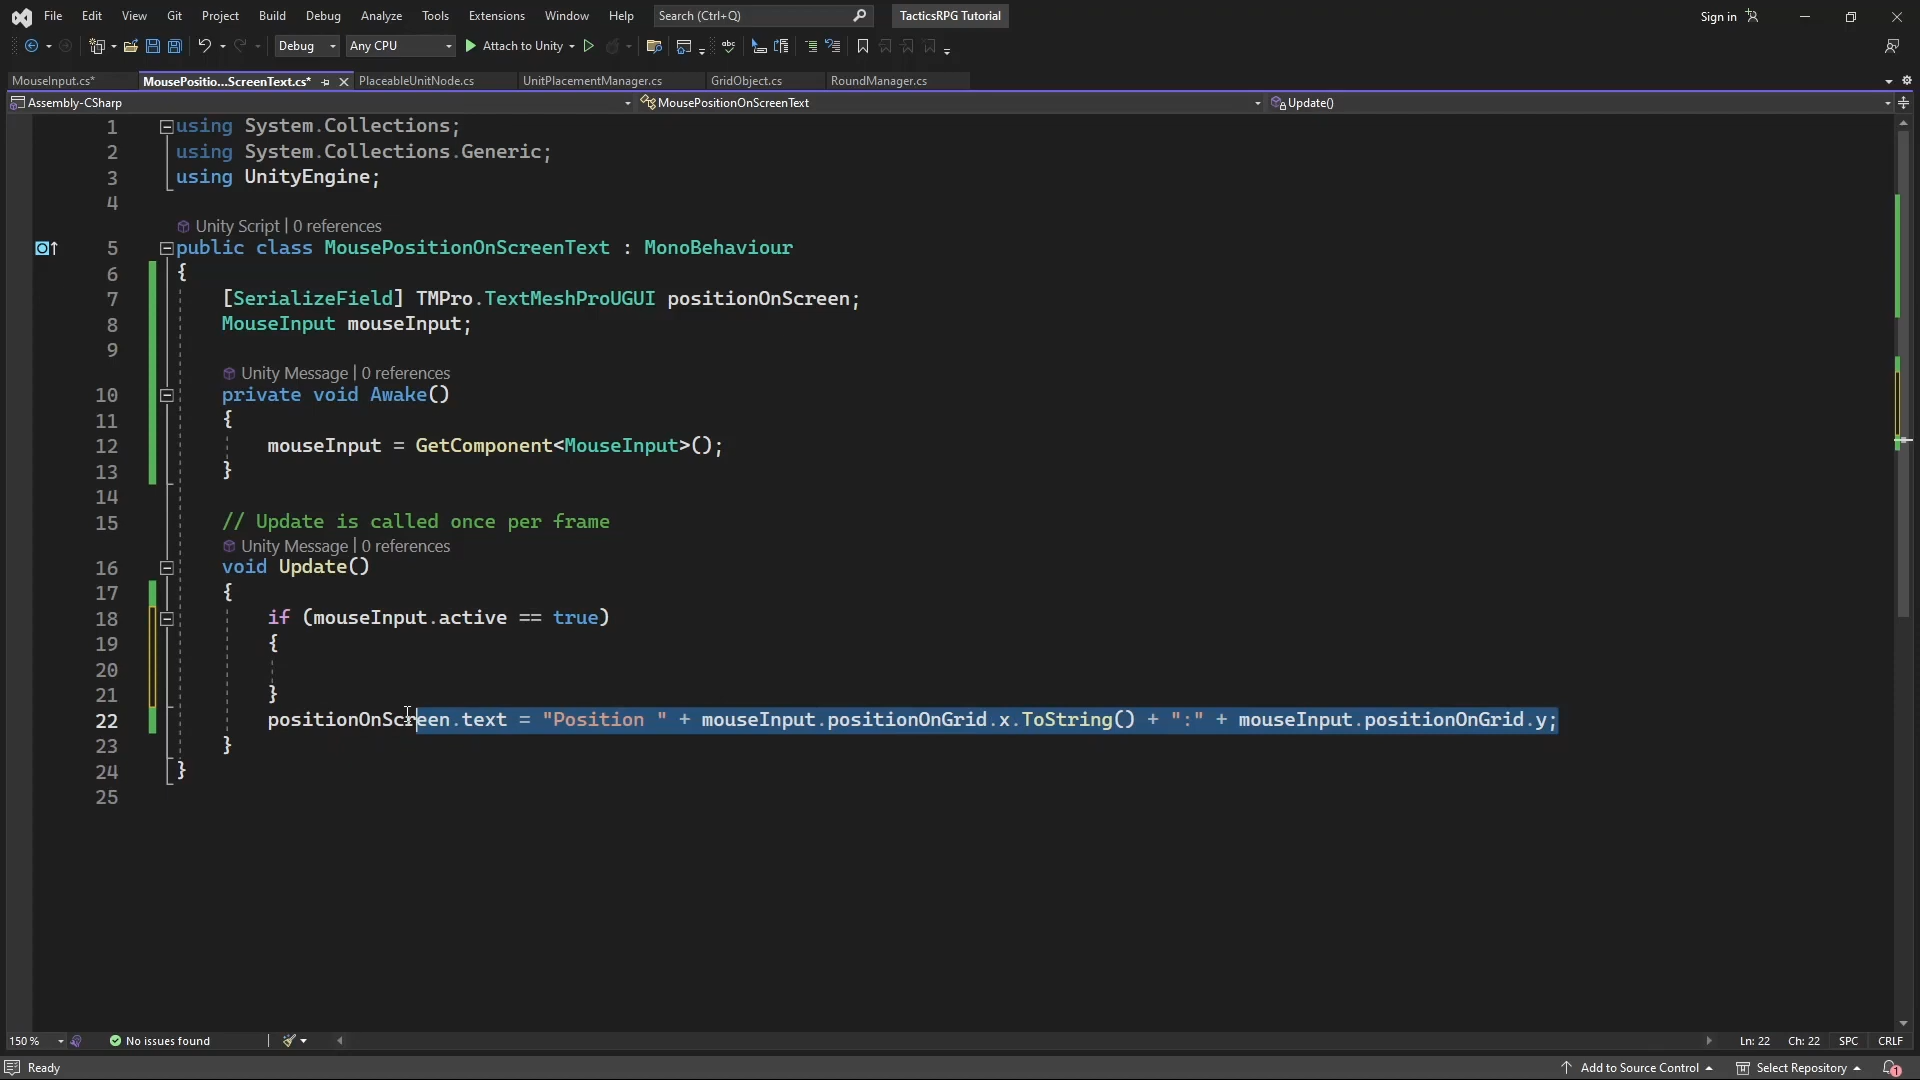 File Edit View Git Project Build Debug Analyze Tools Extensions Window Help Search (Ctrl+Q) TacticsRPG Tutorial Sign in
Debug Any CPU Attach to Unity
MouseInput.cs* MousePositio...ScreenText.cs* PlaceableUnitNode.cs UnitPlacementManager.cs GridObject.cs RoundManager.cs
Assembly-CSharp MousePositionOnScreenText Update()
1 using System.Collections;
2 using System.Collections.Generic;
3 using UnityEngine;
4
Unity Script | 0 references
5 public class MousePositionOnScreenText : MonoBehaviour
6 {
7 [SerializeField] TMPro.TextMeshProUGUI positionOnScreen;
8 MouseInput mouseInput;
9
Unity Message | 0 references
10 private void Awake()
11 {
12 mouseInput = GetComponent<MouseInput>();
13 }
14
15 // Update is called once per frame
Unity Message | 0 references
16 void Update()
17 {
18 if (mouseInput.active == true)
19 {
20
21 }
22 positionOnScreen.text = "Position " + mouseInput.positionOnGrid.x.ToString() + ":" + mouseInput.positionOnGrid.y;
23 }
24 }
25
150 % No issues found Ln: 22 Ch: 22 SPC CRLF
Ready Add to Source Control Select Repository 1